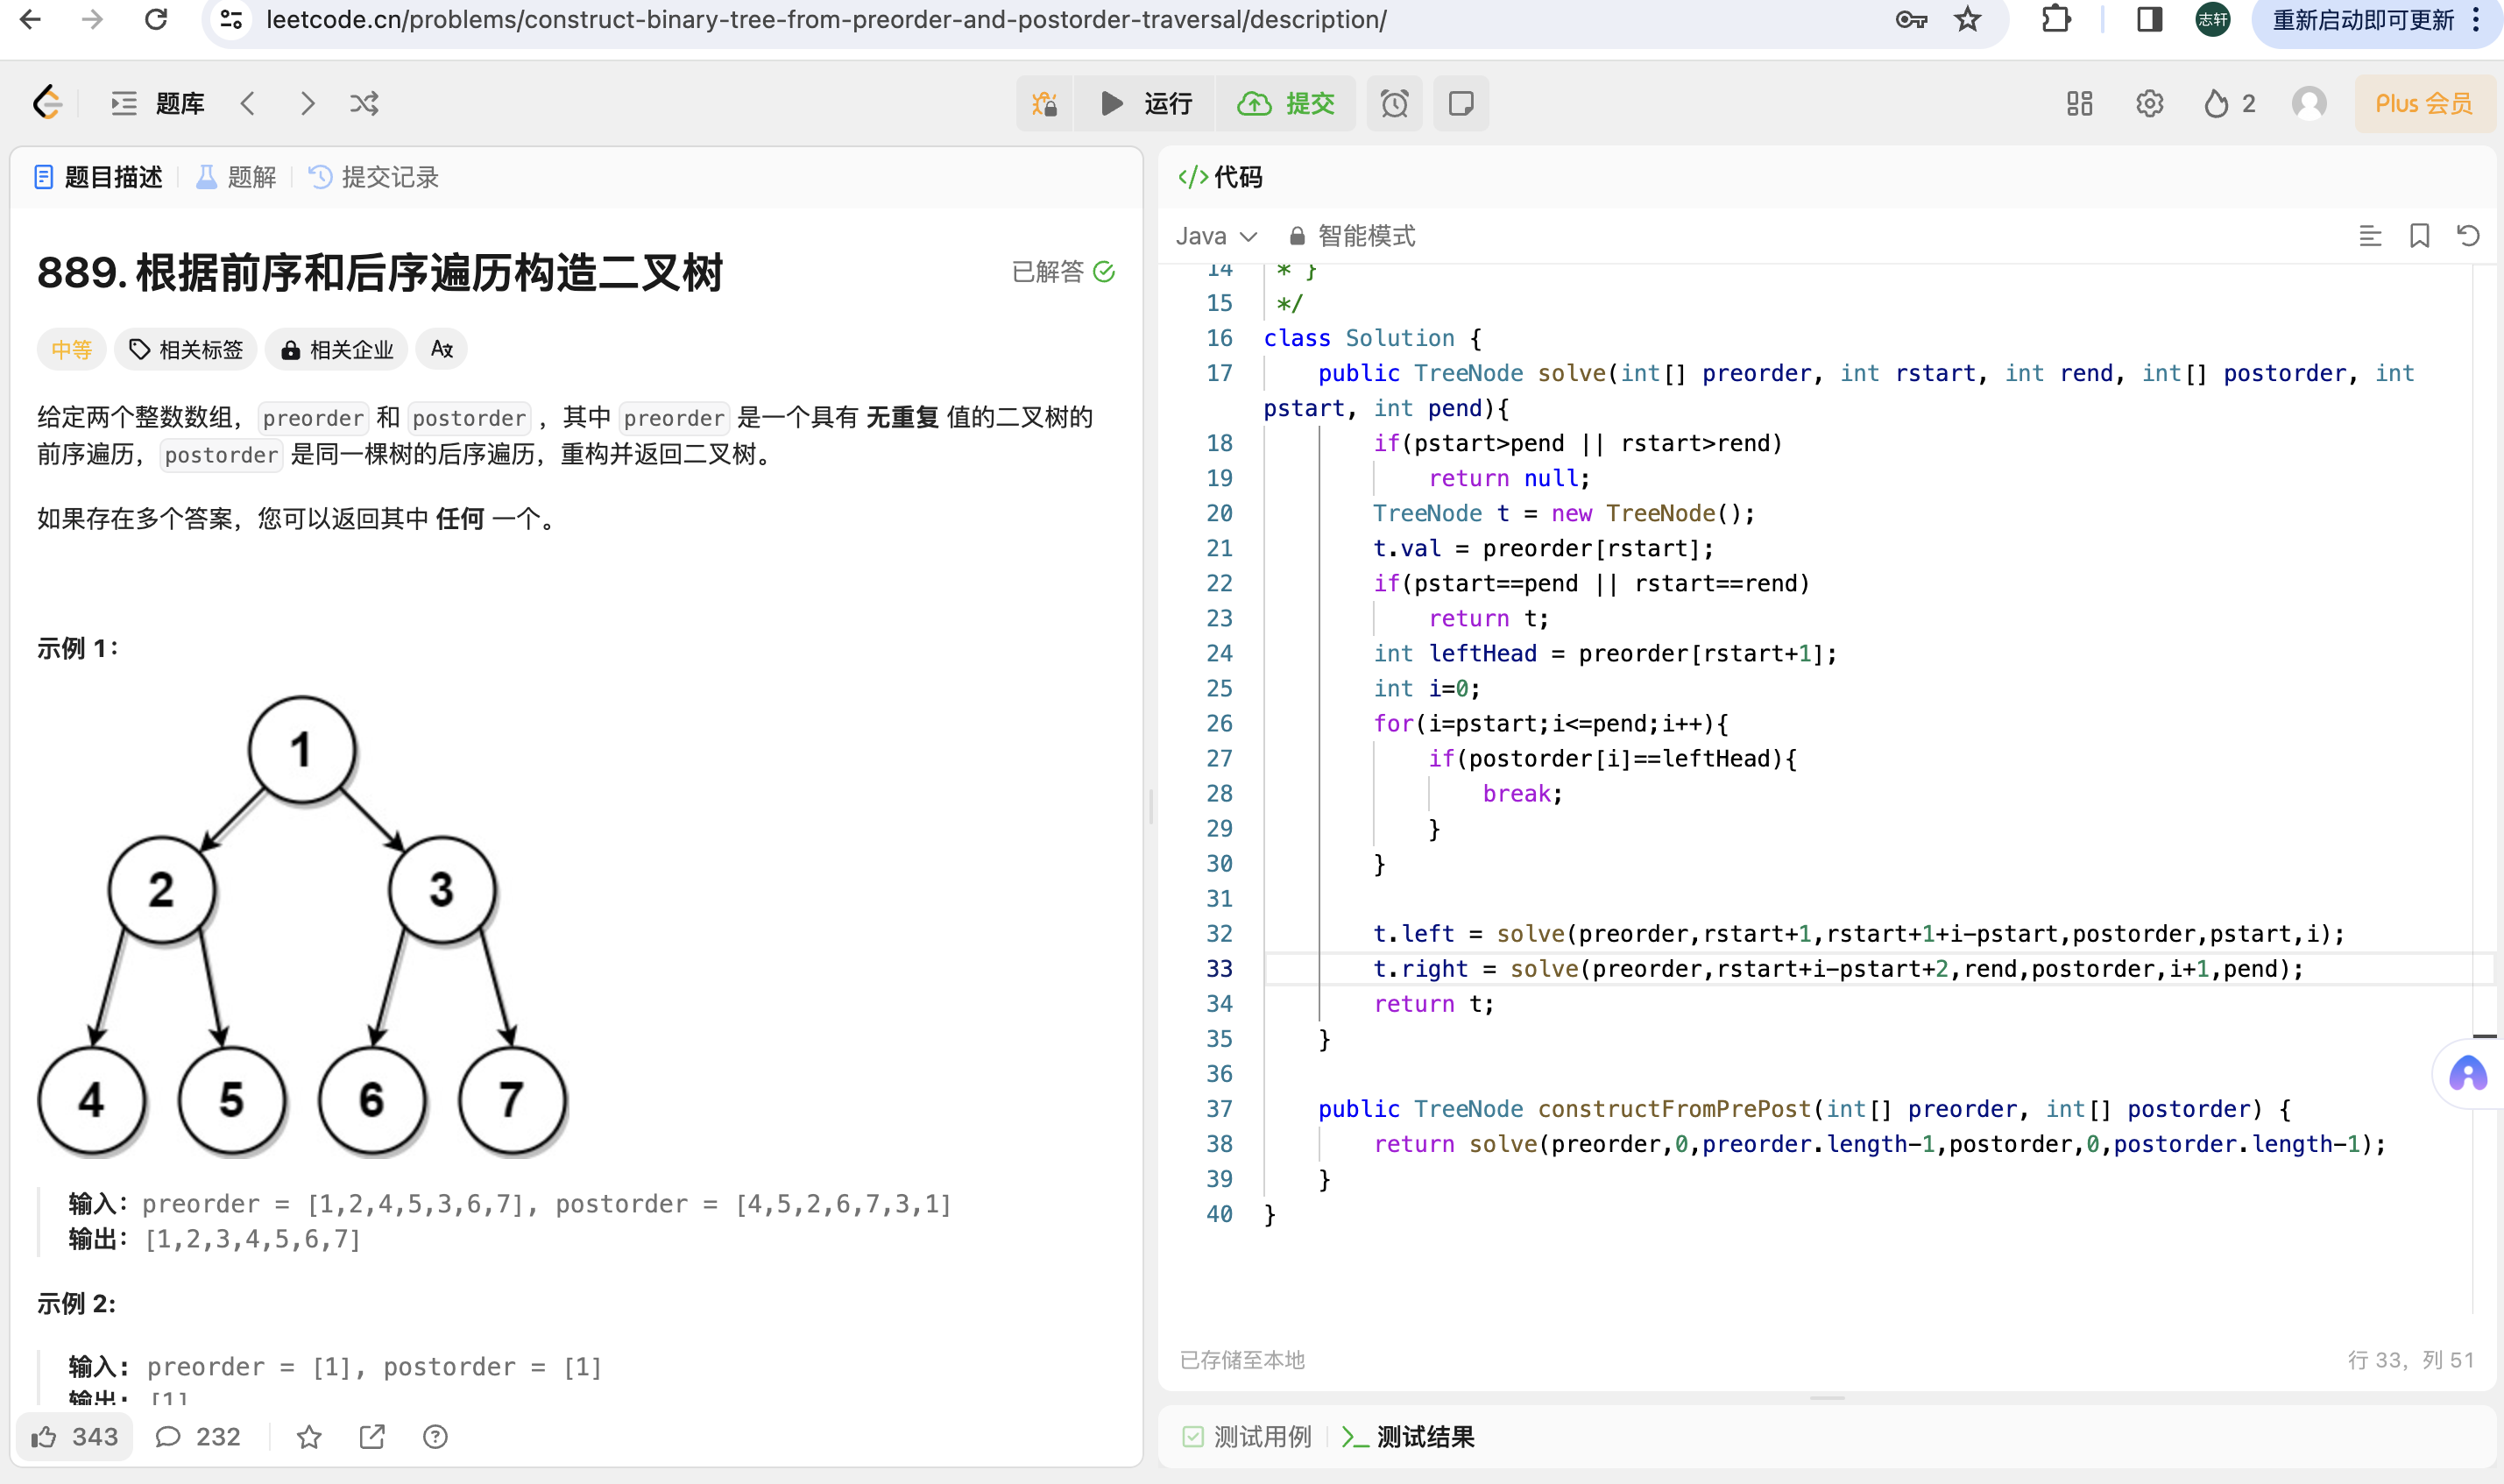 leetcode.cn/problems/construct-binary-tree-from-preorder-and-postorder-traversal/description/
志轩
重新启动即可更新
题库
运行
提交
2
Plus 会员
题目描述
题解
提交记录
889. 根据前序和后序遍历构造二叉树
已解答
中等
相关标签
相关企业
给定两个整数数组，preorder 和 postorder ，其中 preorder 是一个具有 无重复 值的二叉树的
前序遍历，postorder 是同一棵树的后序遍历，重构并返回二叉树。
如果存在多个答案，您可以返回其中 任何 一个。
示例 1：
1
2
3
4
5
6
7
输入：preorder = [1,2,4,5,3,6,7], postorder = [4,5,2,6,7,3,1]
输出：[1,2,3,4,5,6,7]
示例 2:
输入: preorder = [1], postorder = [1]
输出: [1]
343
232
</> 代码
Java
智能模式
14 * }
15 */
16 class Solution {
17 public TreeNode solve(int[] preorder, int rstart, int rend, int[] postorder, int
pstart, int pend){
18 if(pstart>pend || rstart>rend)
19 return null;
20 TreeNode t = new TreeNode();
21 t.val = preorder[rstart];
22 if(pstart==pend || rstart==rend)
23 return t;
24 int leftHead = preorder[rstart+1];
25 int i=0;
26 for(i=pstart;i<=pend;i++){
27 if(postorder[i]==leftHead){
28 break;
29 }
30 }
31
32 t.left = solve(preorder,rstart+1,rstart+1+i-pstart,postorder,pstart,i);
33 t.right = solve(preorder,rstart+i-pstart+2,rend,postorder,i+1,pend);
34 return t;
35 }
36
37 public TreeNode constructFromPrePost(int[] preorder, int[] postorder) {
38 return solve(preorder,0,preorder.length-1,postorder,0,postorder.length-1);
39 }
40 }
已存储至本地
行 33，列 51
测试用例
测试结果